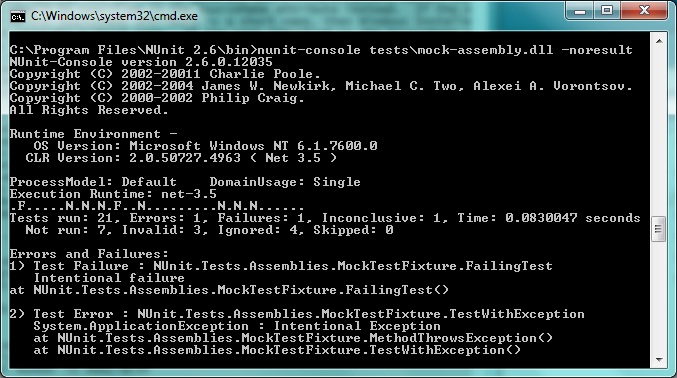 C:\Windows\system32\cmd.exe
C:\Program Files\NUnit 2.6\bin>nunit-console tests\mock-assembly.dll -noresult
NUnit-Console version 2.6.0.12035
Copyright (C) 2002-20011 Charlie Poole.
Copyright (C) 2002-2004 James W. Newkirk, Michael C. Two, Alexei A. Vorontsov.
Copyright (C) 2000-2002 Philip Craig.
All Rights Reserved.
Runtime Environment -
OS Version: Microsoft Windows NT 6.1.7600.0
CLR Version: 2.0.50727.4963 ( Net 3.5 )
ProcessModel: Default    DomainUsage: Single
Execution Runtime: net-3.5
.F.....N.N.N.F..N.........N.N.N......
Tests run: 21, Errors: 1, Failures: 1, Inconclusive: 1, Time: 0.0830047 seconds
Not run: 7, Invalid: 3, Ignored: 4, Skipped: 0
Errors and Failures:
1) Test Failure : NUnit.Tests.Assemblies.MockTestFixture.FailingTest
Intentional failure
at NUnit.Tests.Assemblies.MockTestFixture.FailingTest()
2) Test Error : NUnit.Tests.Assemblies.MockTestFixture.TestWithException
System.ApplicationException : Intentional Exception
at NUnit.Tests.Assemblies.MockTestFixture.MethodThrowsException()
at NUnit.Tests.Assemblies.MockTestFixture.TestWithException()